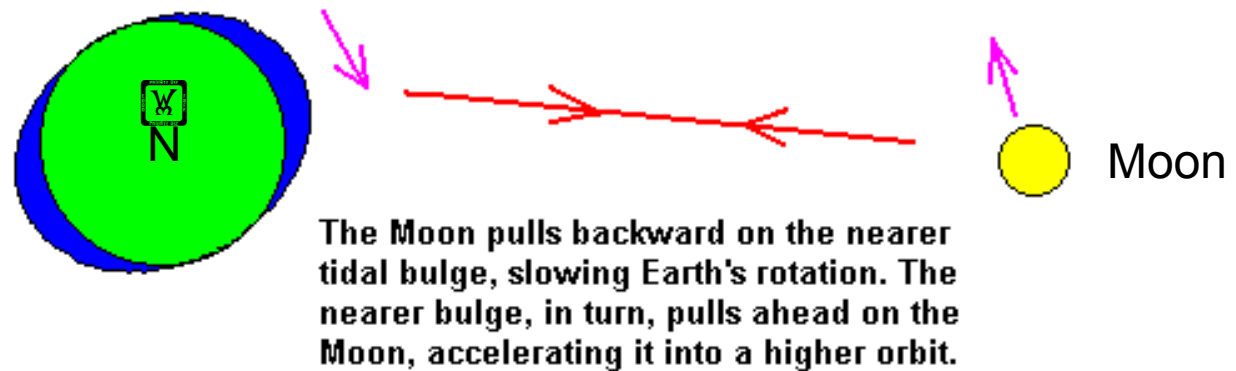 N
Moon
The Moon pulls backward on the nearer
tidal bulge, slowing Earth's rotation. The
nearer bulge, in turn, pulls ahead on the
Moon, accelerating it into a higher orbit.